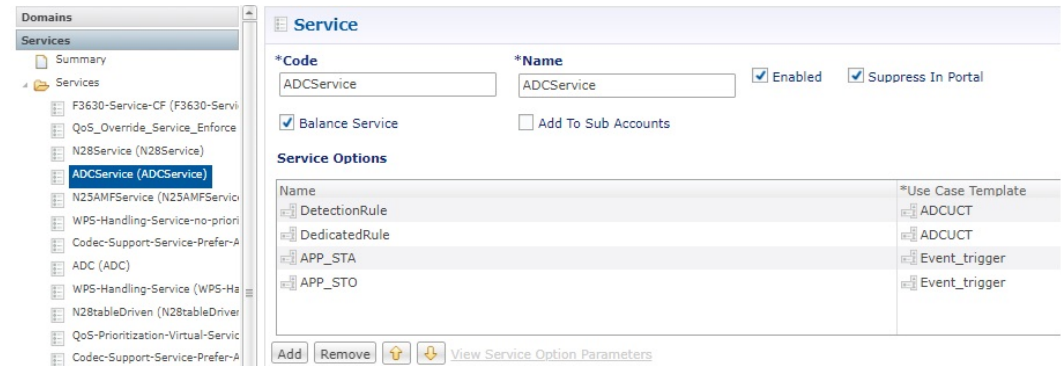 Domains
Services
Summary
Services
F3630-Service-CF (F3630-Servi
QoS_Override_Service_Enforce
N28Service (N28Service)
ADCService (ADCService)
N25AMFService (N25AMFService
WPS-Handling-Service-no-priori
Codec-Support-Service-Prefer-A
ADC (ADC)
WPS-Handling-Service (WPS-Ha
N28tableDriven (N28tableDriven
QoS-Prioritization-Virtual-Servic
Codec-Support-Service-Prefer-A
Service
*Code *Name
ADCService ADCService Enabled Suppress In Portal
Balance Service Add To Sub Accounts
Service Options
Name *Use Case Template
DetectionRule ADCUCT
DedicatedRule ADCUCT
APP_STA Event_trigger
APP_STO Event_trigger
Add Remove View Service Option Parameters